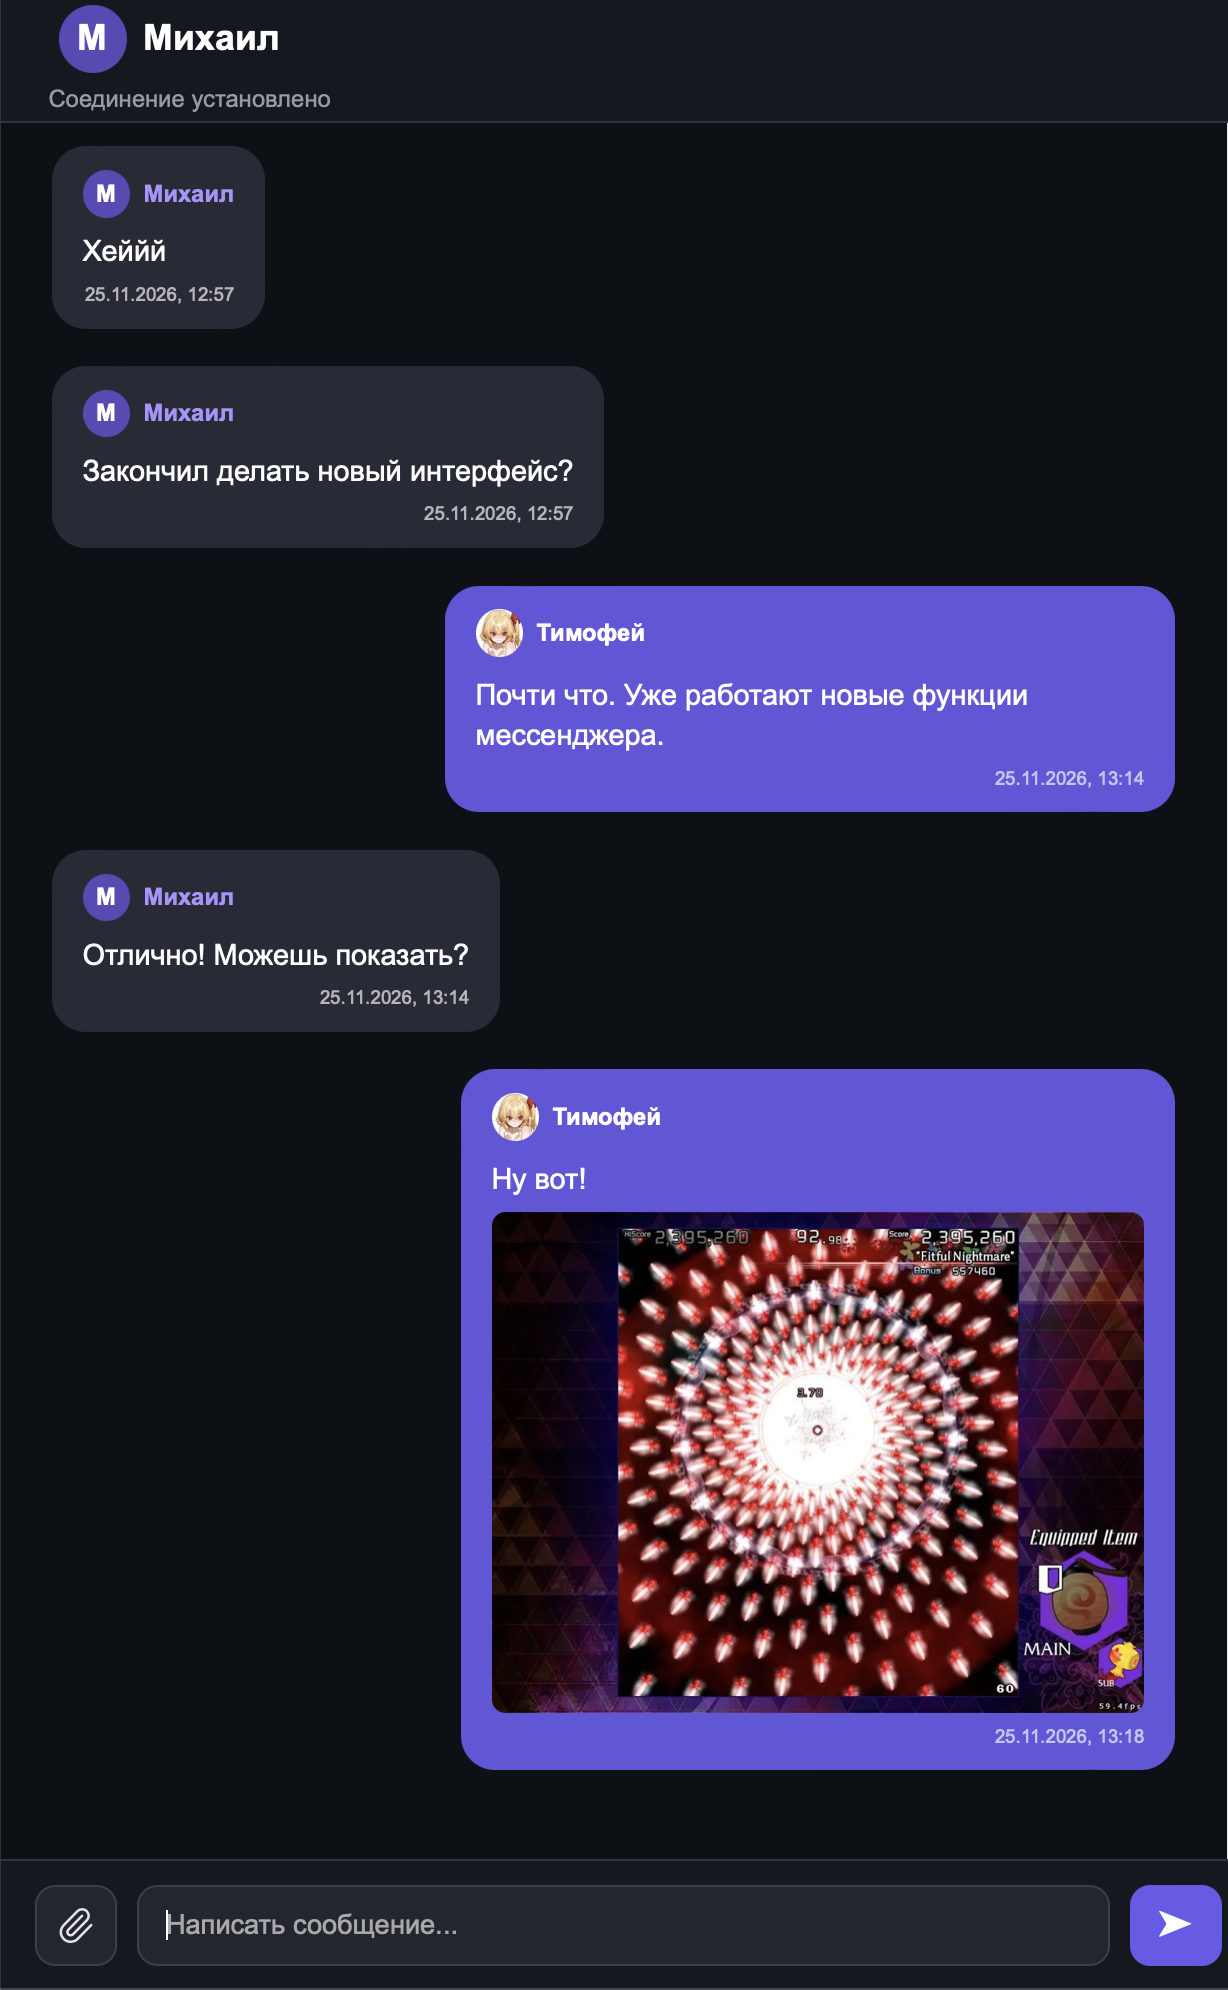 М Михаил
Соединение установлено
М Михаил
Хеййй
25.11.2026, 12:57
М Михаил
Закончил делать новый интерфейс?
25.11.2026, 12:57
Тимофей
Почти что. Уже работают новые функции
мессенджера.
25.11.2026, 13:14
М Михаил
Отлично! Можешь показать?
25.11.2026, 13:14
Тимофей
Ну вот!
HiScore 2,395,260 92.98 Score 2,395,260
"Fitful Nightmare"
Bonus 557460
3.70
Equipped Item
MAIN
SUB
60
59.4fps
25.11.2026, 13:18
Написать сообщение...